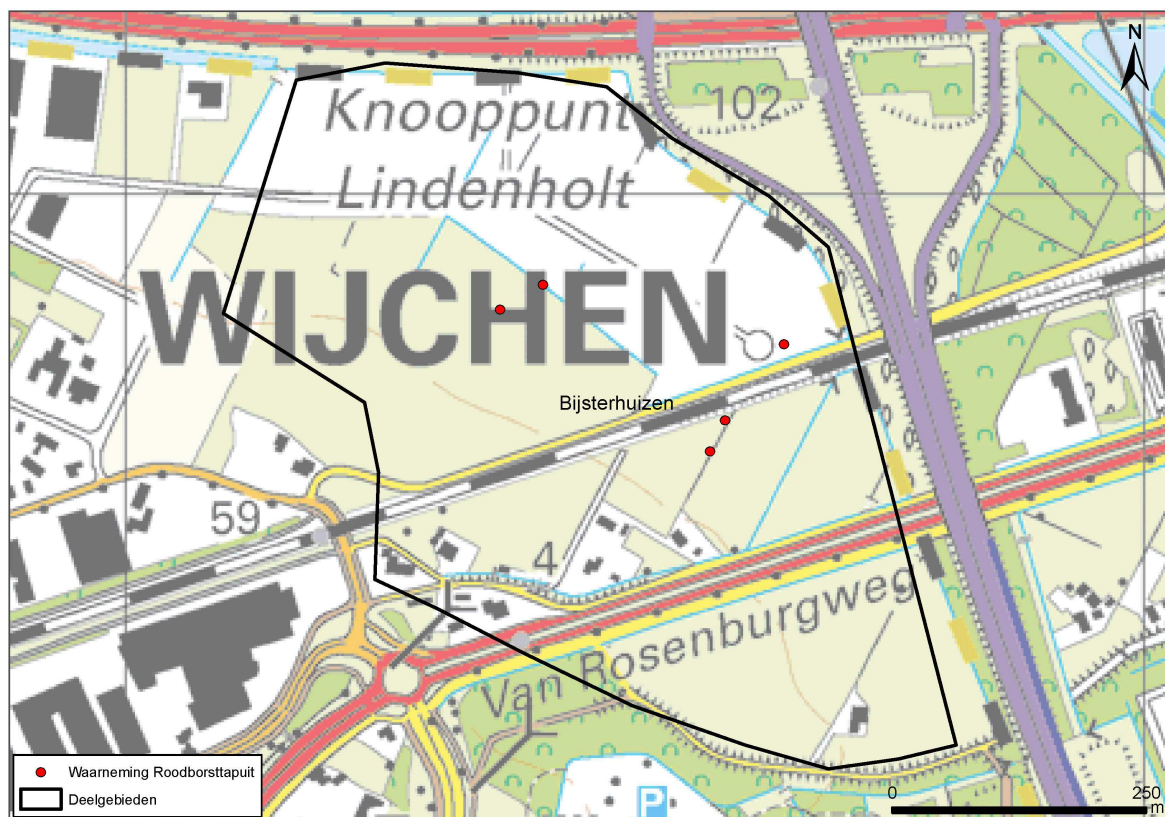 N
Knooppunt
102
Lindenholt
WIJCHEN
Bijsterhuizen
59
4
Van Rosenburgweg
P
Waarneming Roodborsttapuit
Deelgebieden
0 250
m